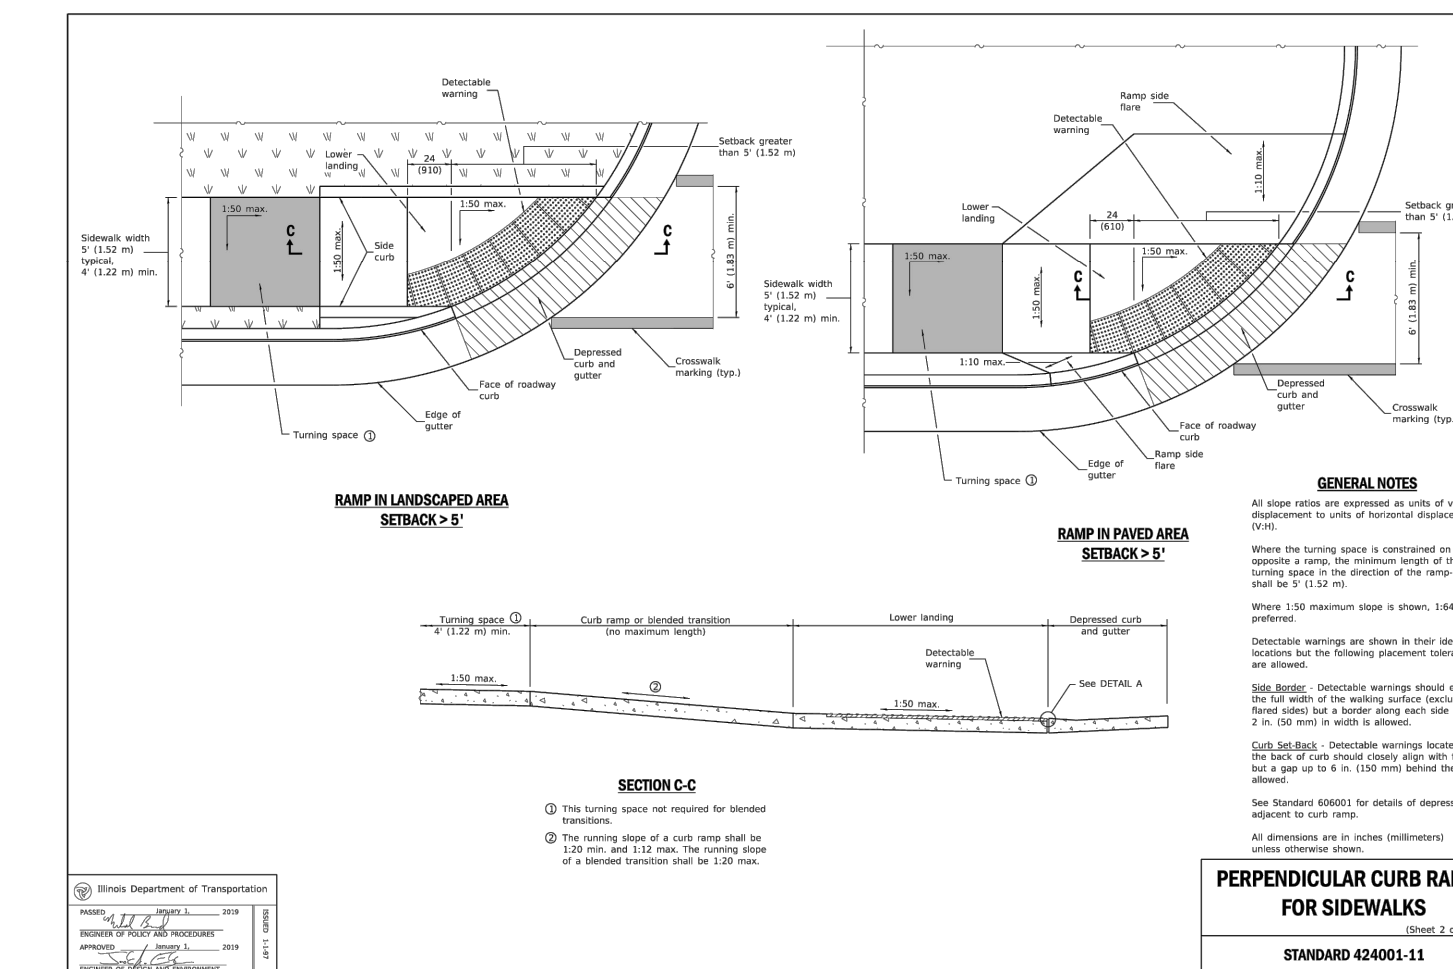 Detectable
warning
Setback greater
than 5' (1.52 m)
Lower
landing
24
(910)
1:50 max.
1:50 max.
Sidewalk width
5' (1.52 m)
typical,
4' (1.22 m) min.
C
C
Side
curb
1:50 max.
6' (1.83 m) min.
Depressed
curb and
gutter
Crosswalk
marking (typ.)
Face of roadway
curb
Edge of
gutter
Turning space 1
RAMP IN LANDSCAPED AREA
SETBACK > 5'
Ramp side
flare
Detectable
warning
1:10 max.
Lower
landing
24
(610)
Setback
than 5'
1:50 max.
1:50 max.
Sidewalk width
5' (1.52 m)
typical,
4' (1.22 m) min.
C
C
1:50 max.
6' (1.83 m) min.
1:10 max.
Depressed
curb and
gutter
Crosswalk
marking (typ.
Face of roadway
curb
Ramp side
flare
Edge of
gutter
Turning space 1
RAMP IN PAVED AREA
SETBACK > 5'
Turning space 1
4' (1.22 m) min.
Curb ramp or blended transition
(no maximum length)
Lower landing
Depressed curb
and gutter
Detectable
warning
See DETAIL A
1:50 max.
2
1:50 max.
SECTION C-C
1 This turning space not required for blended
transitions.
2 The running slope of a curb ramp shall be
1:20 min. and 1:12 max. The running slope
of a blended transition shall be 1:20 max.
GENERAL NOTES
All slope ratios are expressed as units of
displacement to units of horizontal
(V:H).
Where the turning space is constrained on
opposite a ramp, the minimum length of
turning space in the direction of the ramp-
shall be 5' (1.52 m).
Where 1:50 maximum slope is shown, 1:64
preferred.
Detectable warnings are shown in their
locations but the following placement
are allowed.
Side Border - Detectable warnings should
the full width of the walking surface
flared sides) but a border along each side
2 in. (50 mm) in width is allowed.
Curb Set-Back - Detectable warnings
the back of curb should closely align with
but a gap up to 6 in. (150 mm) behind the
allowed.
See Standard 606001 for details of
adjacent to curb ramp.
All dimensions are in inches (millimeters)
unless otherwise shown.
PERPENDICULAR CURB
FOR SIDEWALKS
(Sheet 2
STANDARD 424001-11
Illinois Department of Transportation
PASSED January 1, 2019
ENGINEER OF POLICY AND PROCEDURES
APPROVED January 1, 2019
ENGINEER OF DESIGN AND ENVIRONMENT
ISSUED 1-1-97